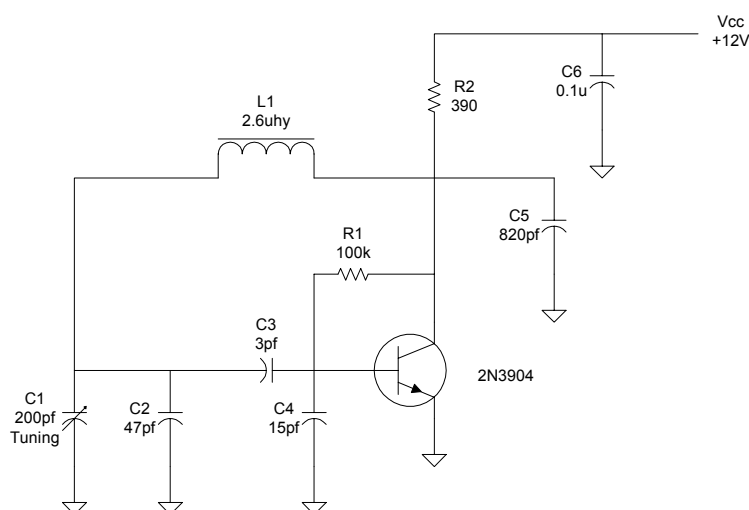 Vcc
+12V
C6
0.1u
R2
390
L1
2.6uhy
C5
820pf
R1
100k
C3
3pf
2N3904
C1
200pf
Tuning
C2
47pf
C4
15pf